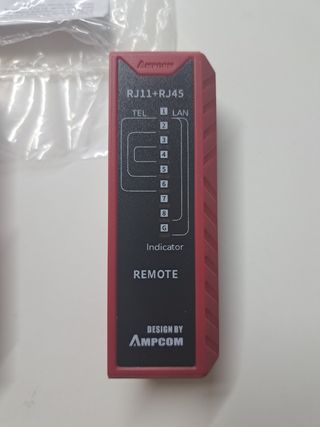 AMPCOM
RJ11+RJ45
TEL LAN
1
2
3
4
5
6
7
8
G
Indicator
REMOTE
DESIGN BY
AMPCOM